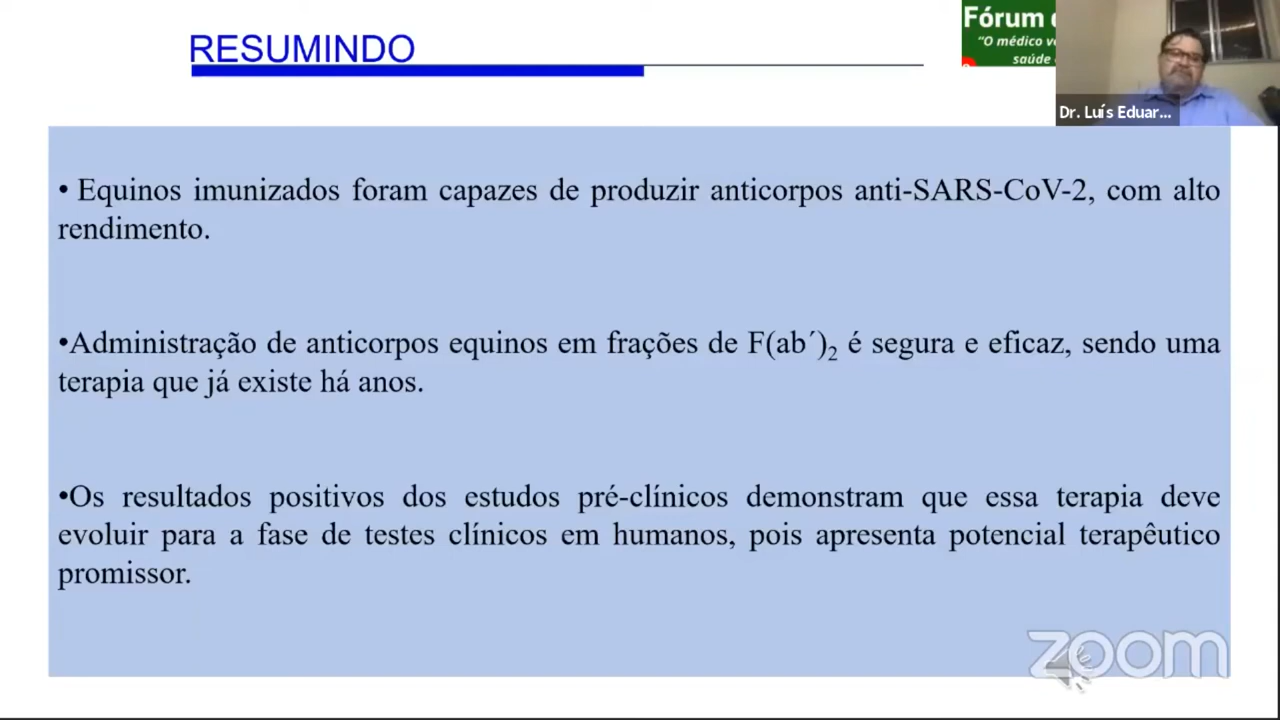 RESUMINDO
Fórum
"O médico
saúde
Dr. Luís Eduar...
• Equinos imunizados foram capazes de produzir anticorpos anti-SARS-CoV-2, com alto
rendimento.
•Administração de anticorpos equinos em frações de F(ab´)₂ é segura e eficaz, sendo uma
terapia que já existe há anos.
•Os resultados positivos dos estudos pré-clínicos demonstram que essa terapia deve
evoluir para a fase de testes clínicos em humanos, pois apresenta potencial terapêutico
promissor.
zoom